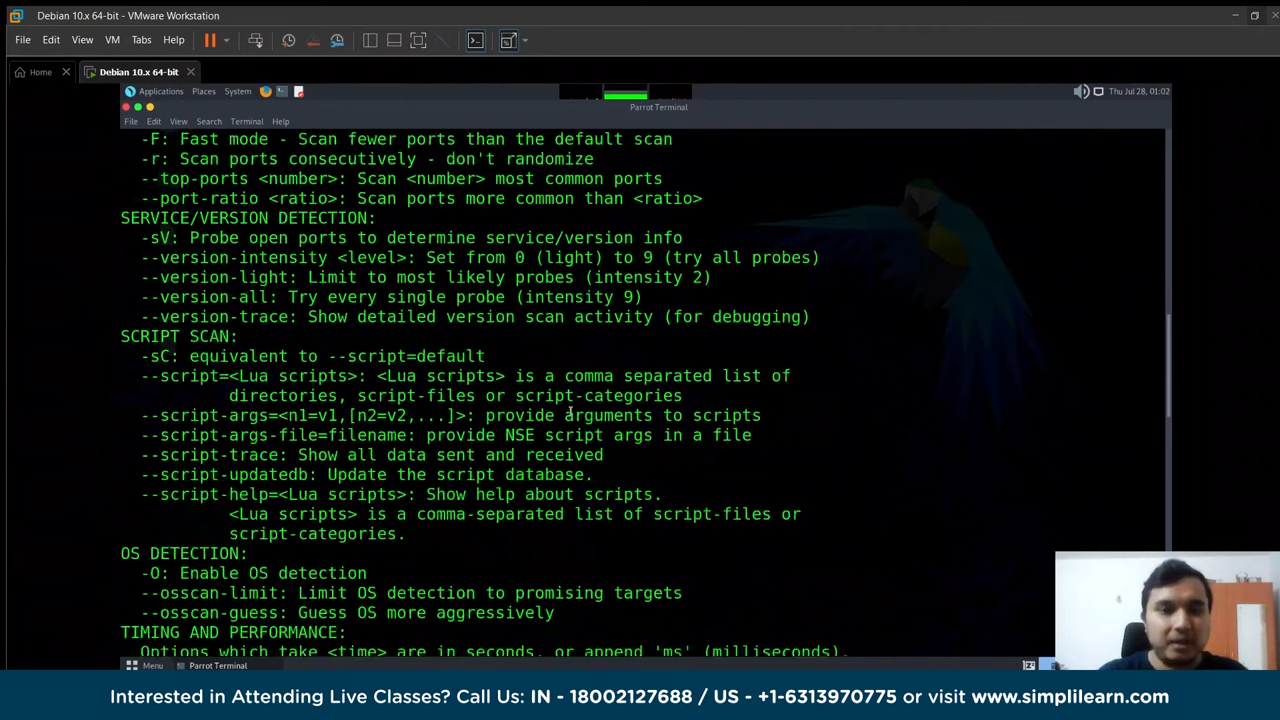 Debian 10.x 64-bit - VMware Workstation
File Edit View VM Tabs Help
Home Debian 10.x 64-bit
Applications Places System Thu Jul 28, 01:02
Parrot Terminal
File Edit View Search Terminal Help
-F: Fast mode - Scan fewer ports than the default scan
-r: Scan ports consecutively - don't randomize
--top-ports <number>: Scan <number> most common ports
--port-ratio <ratio>: Scan ports more common than <ratio>
SERVICE/VERSION DETECTION:
-sV: Probe open ports to determine service/version info
--version-intensity <level>: Set from 0 (light) to 9 (try all probes)
--version-light: Limit to most likely probes (intensity 2)
--version-all: Try every single probe (intensity 9)
--version-trace: Show detailed version scan activity (for debugging)
SCRIPT SCAN:
-sC: equivalent to --script=default
--script=<Lua scripts>: <Lua scripts> is a comma separated list of
directories, script-files or script-categories
--script-args=<n1=v1,[n2=v2,...]>: provide arguments to scripts
--script-args-file=filename: provide NSE script args in a file
--script-trace: Show all data sent and received
--script-updatedb: Update the script database.
--script-help=<Lua scripts>: Show help about scripts.
<Lua scripts> is a comma-separated list of script-files or
script-categories.
OS DETECTION:
-O: Enable OS detection
--osscan-limit: Limit OS detection to promising targets
--osscan-guess: Guess OS more aggressively
TIMING AND PERFORMANCE:
Options which take <time> are in seconds, or append 'ms' (milliseconds),
Menu Parrot Terminal
Interested in Attending Live Classes? Call Us: IN - 18002127688 / US - +1-6313970775 or visit www.simplilearn.com